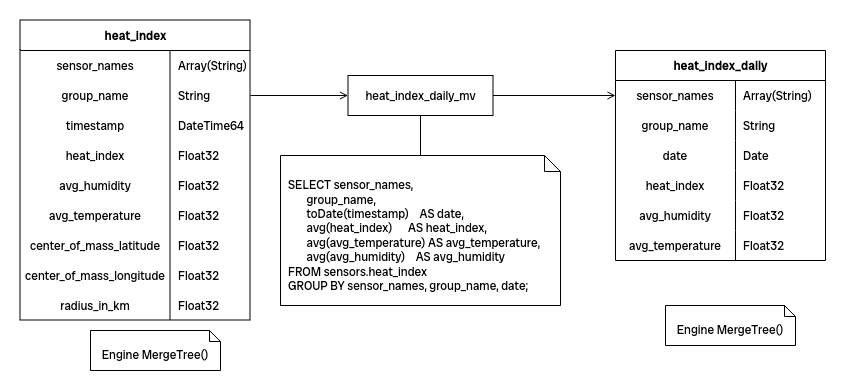 heat_index
sensor_names Array(String)
group_name String
timestamp DateTime64
heat_index Float32
avg_humidity Float32
avg_temperature Float32
center_of_mass_latitude Float32
center_of_mass_longitude Float32
radius_in_km Float32
Engine MergeTree()
heat_index_daily_mv
SELECT sensor_names,
group_name,
toDate(timestamp) AS date,
avg(heat_index) AS heat_index,
avg(avg_temperature) AS avg_temperature,
avg(avg_humidity) AS avg_humidity
FROM sensors.heat_index
GROUP BY sensor_names, group_name, date;
heat_index_daily
sensor_names Array(String)
group_name String
date Date
heat_index Float32
avg_humidity Float32
avg_temperature Float32
Engine MergeTree()